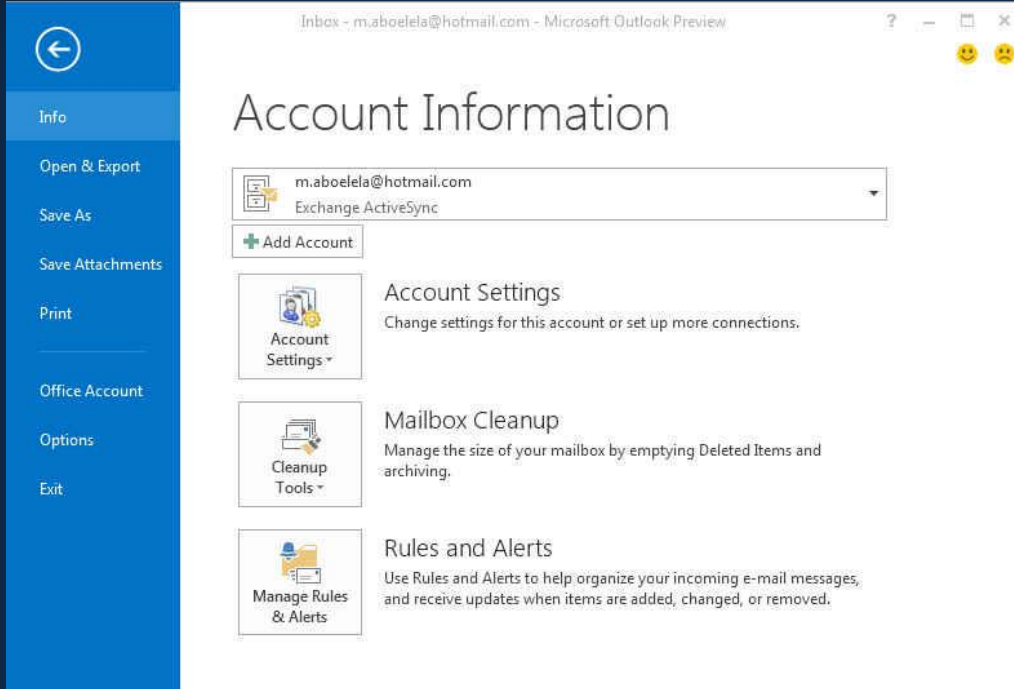 Inbox - m.aboelela@hotmail.com - Microsoft Outlook Preview
?
Info
Open & Export
Save As
Save Attachments
Print
Office Account
Options
Exit
Account Information
m.aboelela@hotmail.com
Exchange ActiveSync
Add Account
Account
Settings
Account Settings
Change settings for this account or set up more connections.
Cleanup
Tools
Mailbox Cleanup
Manage the size of your mailbox by emptying Deleted Items and
archiving.
Manage Rules
& Alerts
Rules and Alerts
Use Rules and Alerts to help organize your incoming e-mail messages,
and receive updates when items are added, changed, or removed.